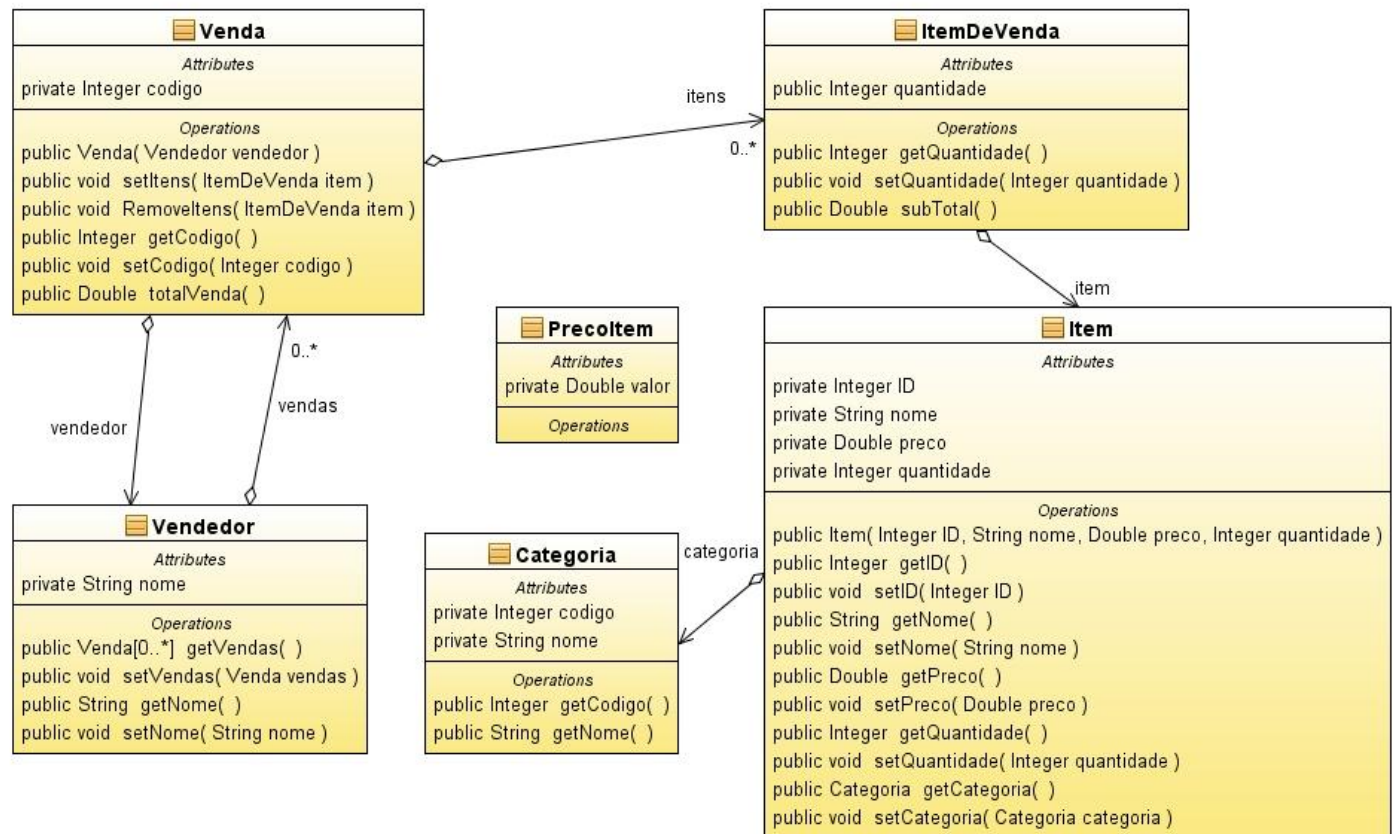 Venda
Attributes
private Integer codigo
Operations
public Venda( Vendedor vendedor )
public void setItens( ItemDeVenda item )
public void RemoveItens( ItemDeVenda item )
public Integer getCodigo( )
public void setCodigo( Integer codigo )
public Double totalVenda( )
itens
0..*
ItemDeVenda
Attributes
public Integer quantidade
Operations
public Integer getQuantidade( )
public void setQuantidade( Integer quantidade )
public Double subTotal( )
item
0..*
vendas
vendedor
PrecoItem
Attributes
private Double valor
Operations
Item
Attributes
private Integer ID
private String nome
private Double preco
private Integer quantidade
Operations
public Item( Integer ID, String nome, Double preco, Integer quantidade )
public Integer getID( )
public void setID( Integer ID )
public String getNome( )
public void setNome( String nome )
public Double getPreco( )
public void setPreco( Double preco )
public Integer getQuantidade( )
public void setQuantidade( Integer quantidade )
public Categoria getCategoria( )
public void setCategoria( Categoria categoria )
Vendedor
Attributes
private String nome
Operations
public Venda[0..*] getVendas( )
public void setVendas( Venda vendas )
public String getNome( )
public void setNome( String nome )
Categoria
Attributes
private Integer codigo
private String nome
Operations
public Integer getCodigo( )
public String getNome( )
categoria